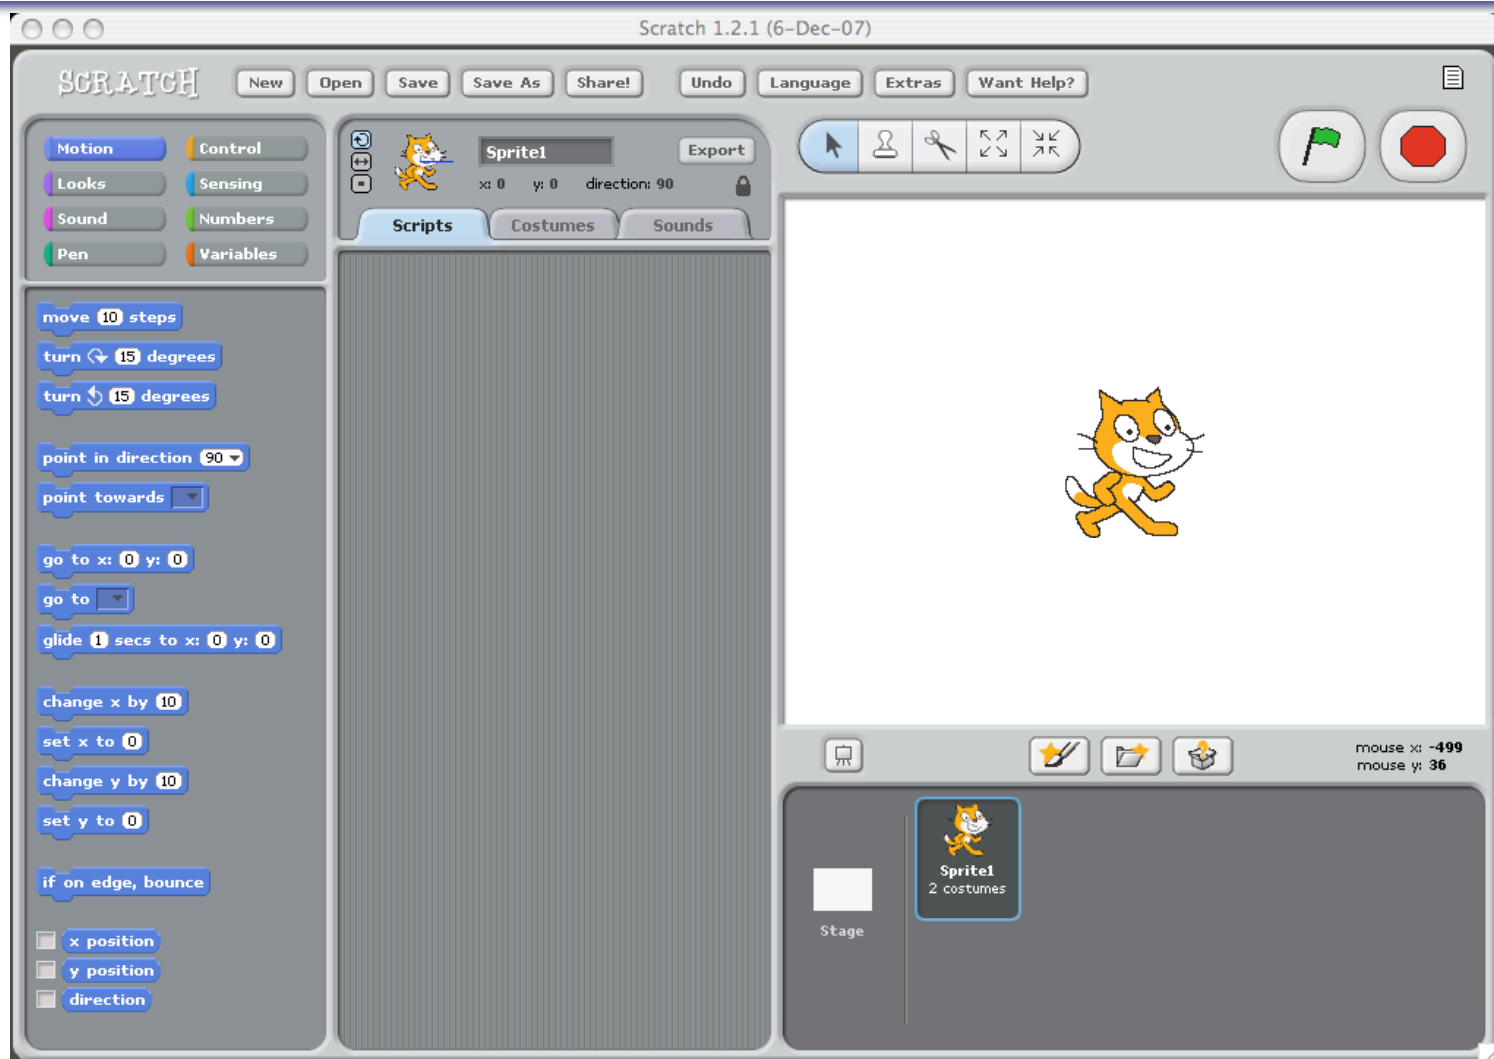 Scratch 1.2.1 (6-Dec-07)
SCRATCH New Open Save Save As Share! Undo Language Extras Want Help?
Motion Control
Looks Sensing
Sound Numbers
Pen Variables
move 10 steps
turn 15 degrees
turn 15 degrees
point in direction 90
point towards
go to x: 0 y: 0
go to
glide 1 secs to x: 0 y: 0
change x by 10
set x to 0
change y by 10
set y to 0
if on edge, bounce
x position
y position
direction
Sprite1 Export
x: 0 y: 0 direction: 90
Scripts Costumes Sounds
mouse x: -499
mouse y: 36
Stage
Sprite1
2 costumes